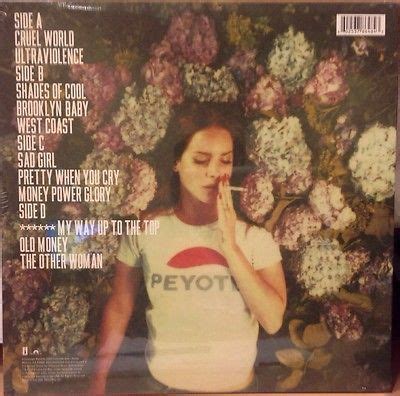 SIDE A
CRUEL WORLD
ULTRAVIOLENCE
SIDE B
SHADES OF COOL
BROOKLYN BABY
WEST COAST
SIDE C
SAD GIRL
PRETTY WHEN YOU CRY
MONEY POWER GLORY
SIDE D
****** MY WAY UP TO THE TOP
OLD MONEY
THE OTHER WOMAN
PEYOTE